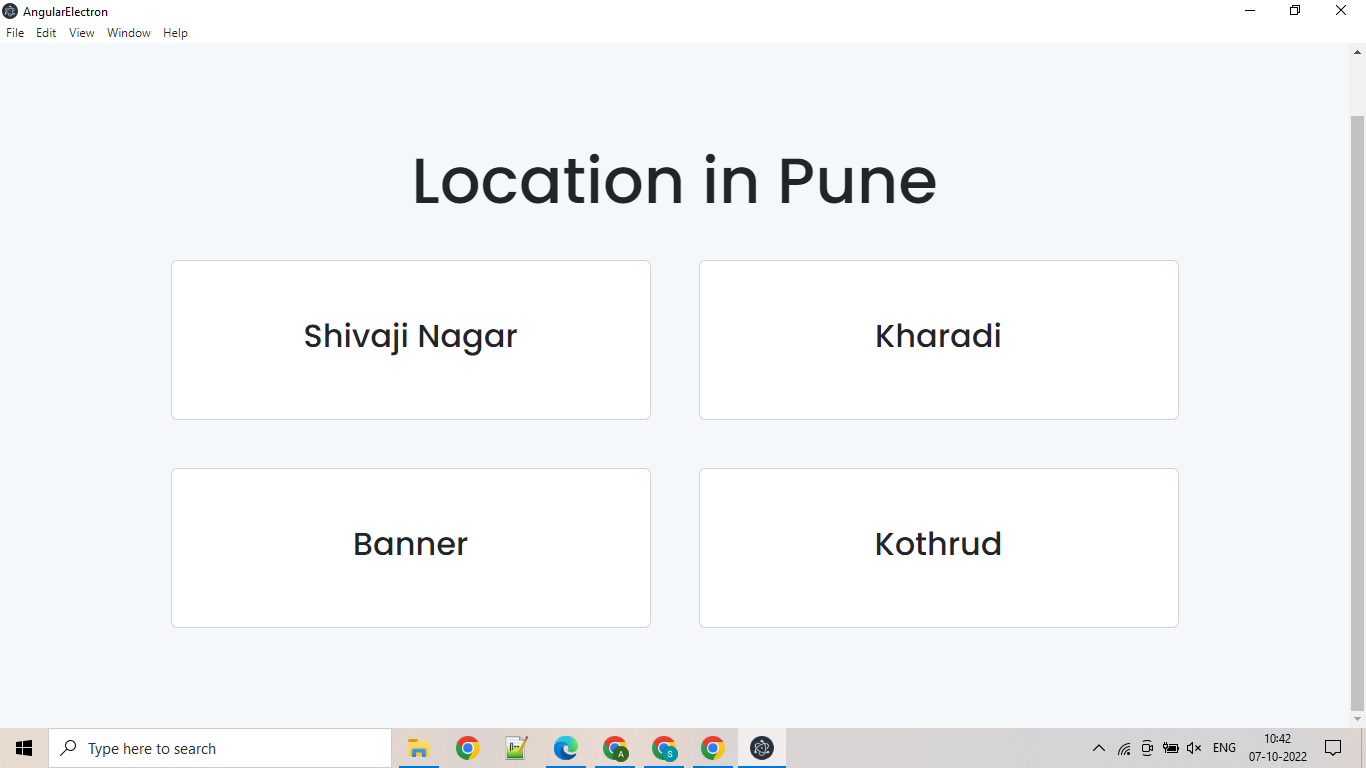 AngularElectron
File Edit View Window Help
Location in Pune
Shivaji Nagar
Kharadi
Banner
Kothrud
Type here to search
A
S
ENG
10:42
07-10-2022